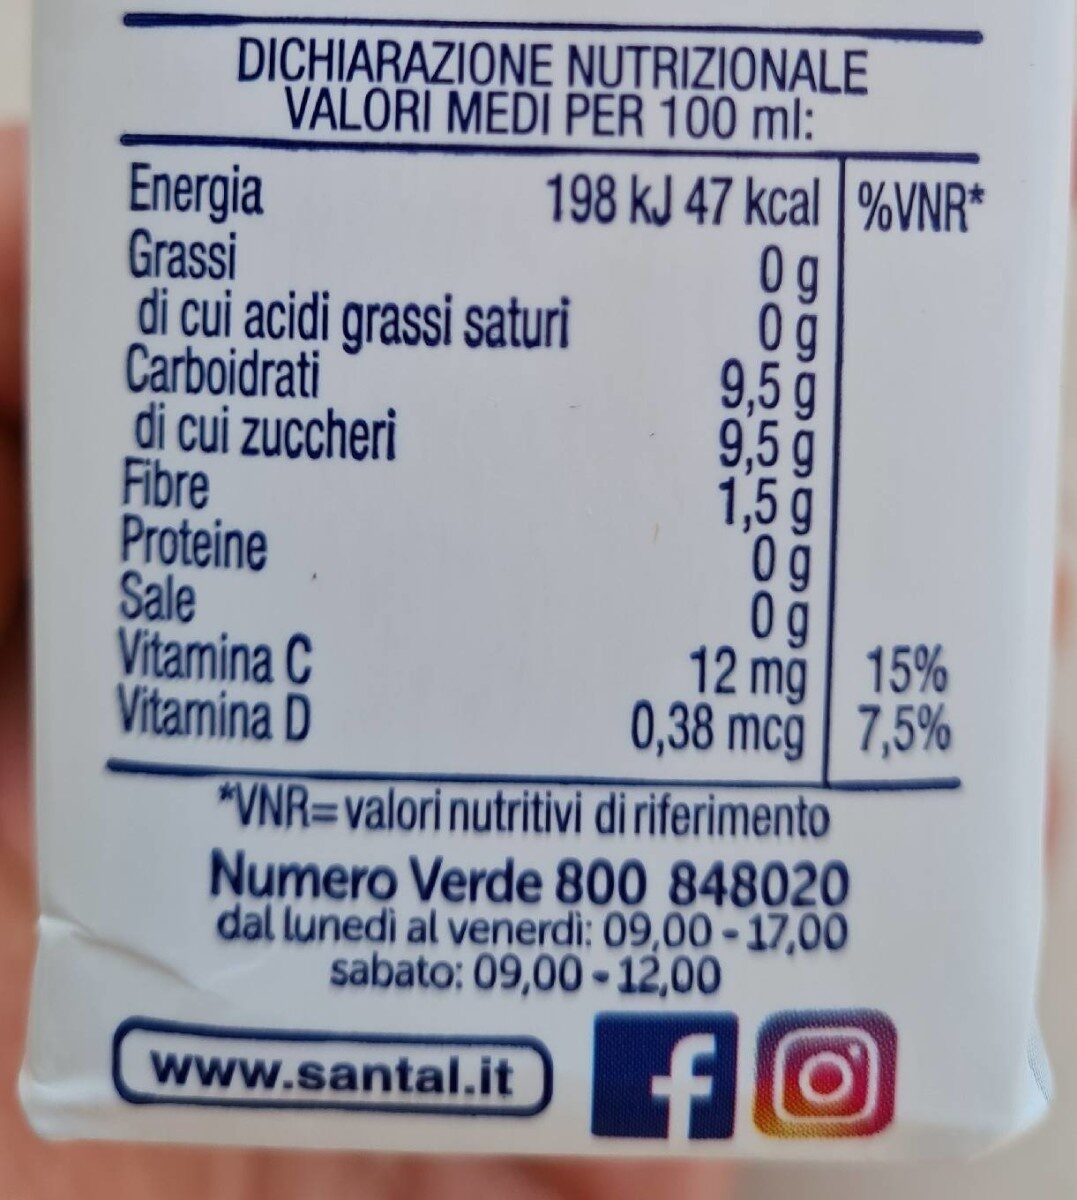 DICHIARAZIONE NUTRIZIONALE
VALORI MEDI PER 100 ml:
Energia 198 kJ 47 kcal %VNR*
Grassi 0 g
di cui acidi grassi saturi 0 g
Carboidrati 9,5 g
di cui zuccheri 9,5 g
Fibre 1,5 g
Proteine 0 g
Sale 0 g
Vitamina C 12 mg 15%
Vitamina D 0,38 mcg 7,5%
*VNR= valori nutritivi di riferimento
Numero Verde 800 848020
dal lunedì al venerdì: 09,00 - 17,00
sabato: 09,00 - 12,00
www.santal.it
f